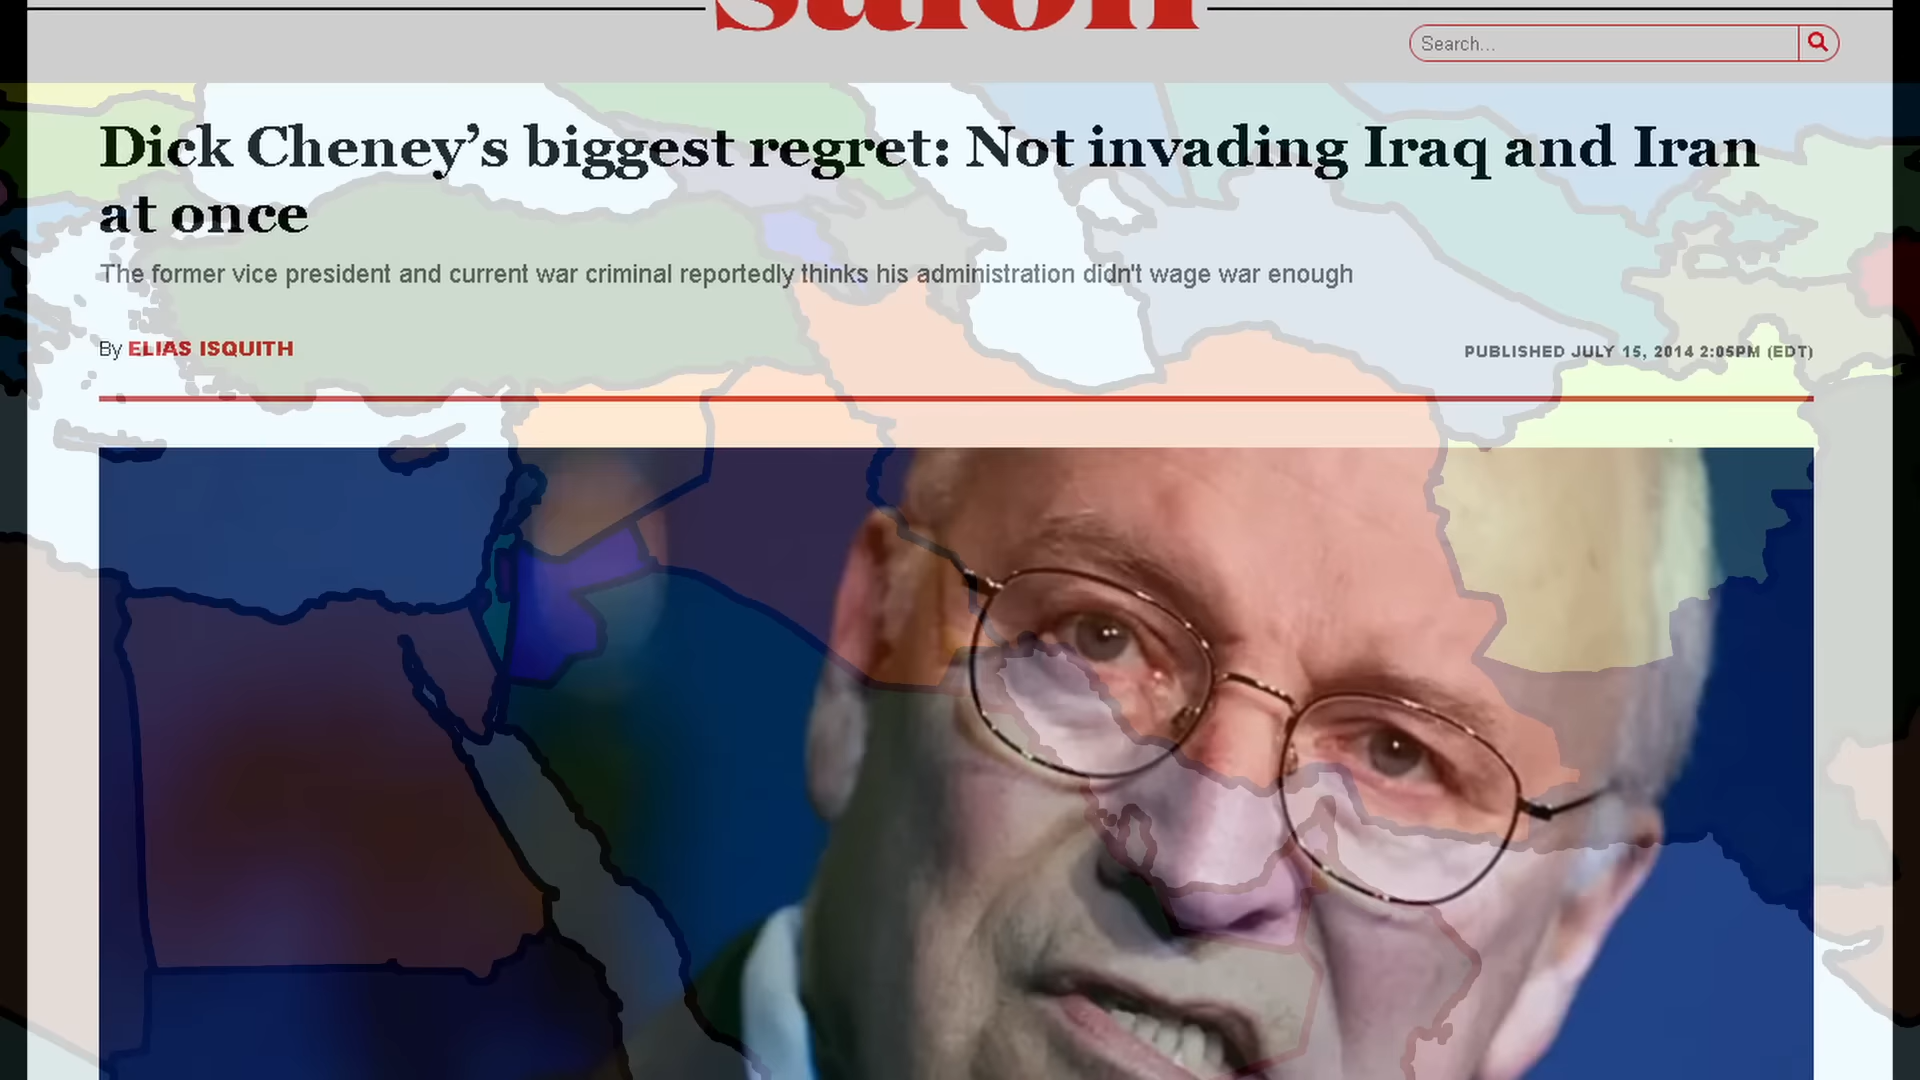 salon
Search...
Dick Cheney’s biggest regret: Not invading Iraq and Iran
at once
The former vice president and current war criminal reportedly thinks his administration didn't wage war enough
By ELIAS ISQUITH
PUBLISHED JULY 15, 2014 2:05PM (EDT)